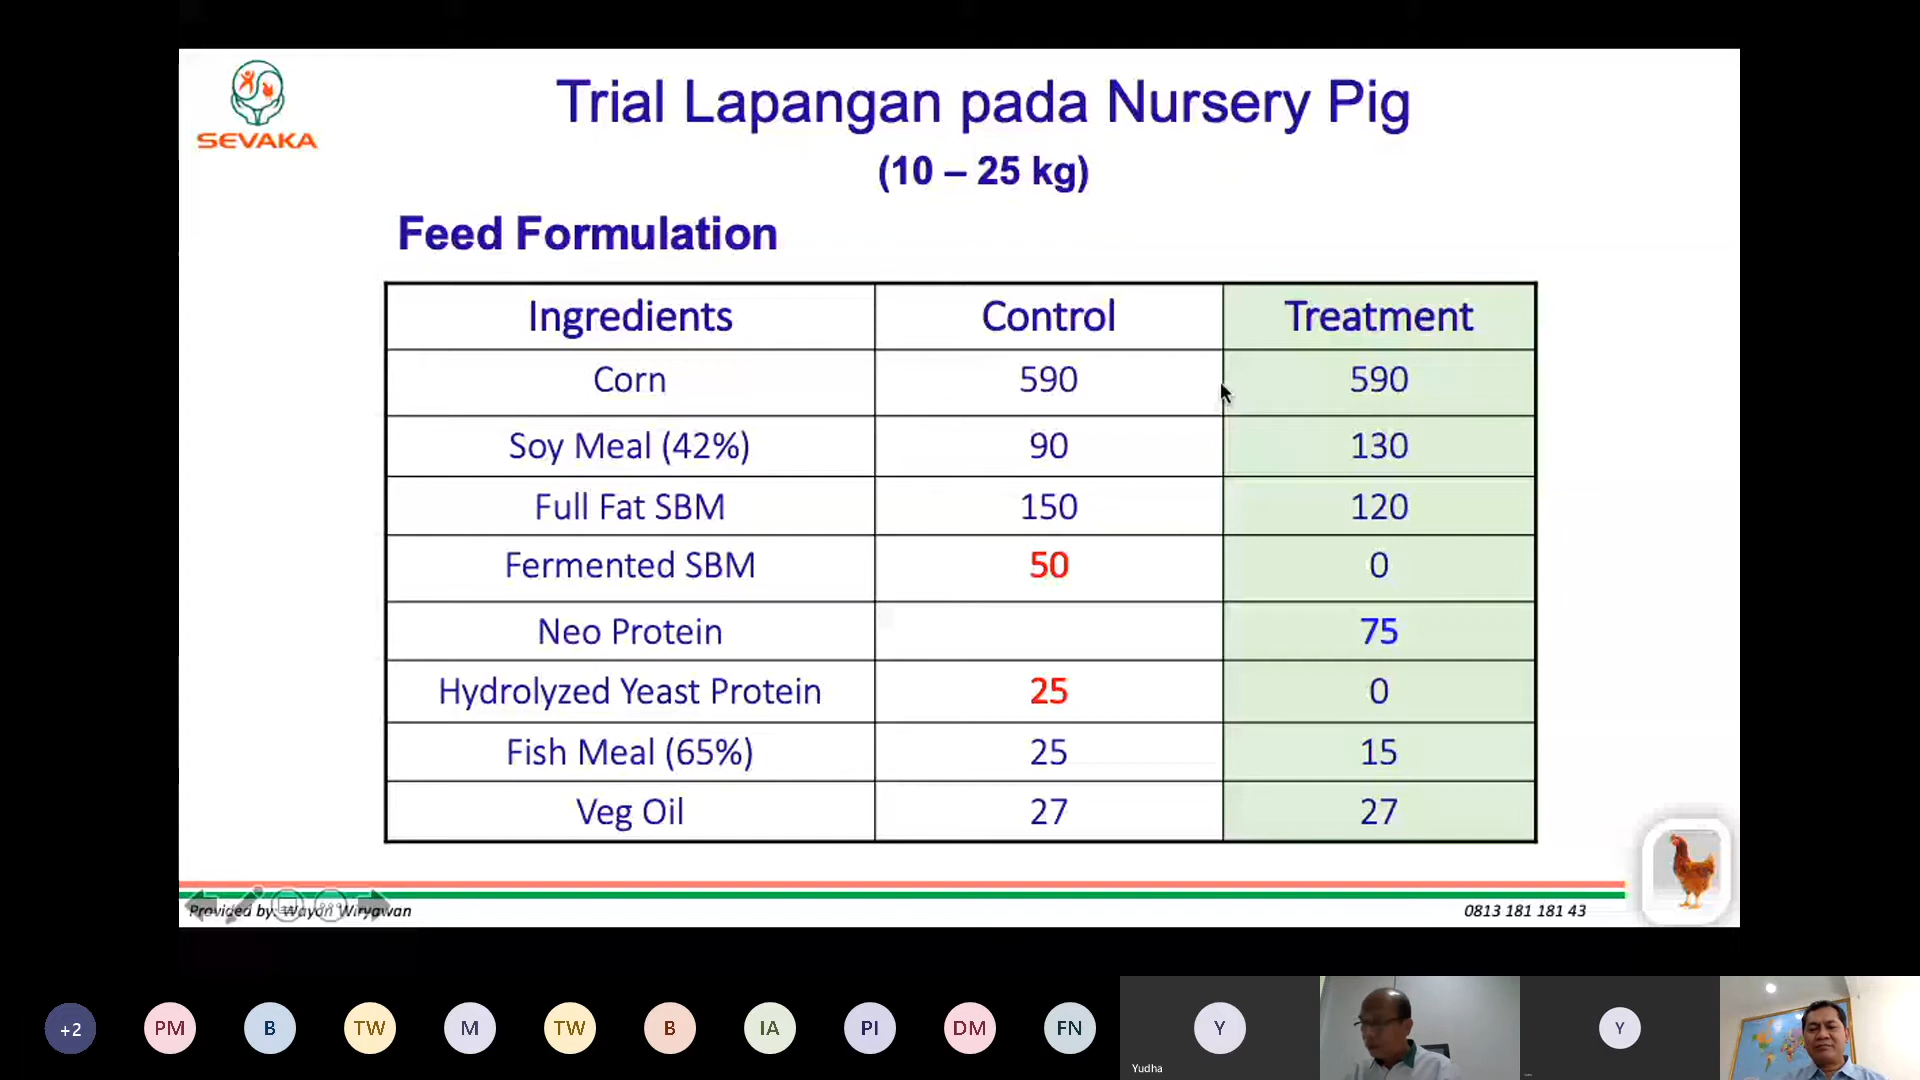 SEVAKA
Trial Lapangan pada Nursery Pig
(10 – 25 kg)
Feed Formulation
Ingredients Control Treatment
Corn 590 590
Soy Meal (42%) 90 130
Full Fat SBM 150 120
Fermented SBM 50 0
Neo Protein 75
Hydrolyzed Yeast Protein 25 0
Fish Meal (65%) 25 15
Veg Oil 27 27
Provided by: Wayan Wiryawan
0813 181 181 43
+2 PM B TW M TW B IA PI DM FN Y Y
Yudha